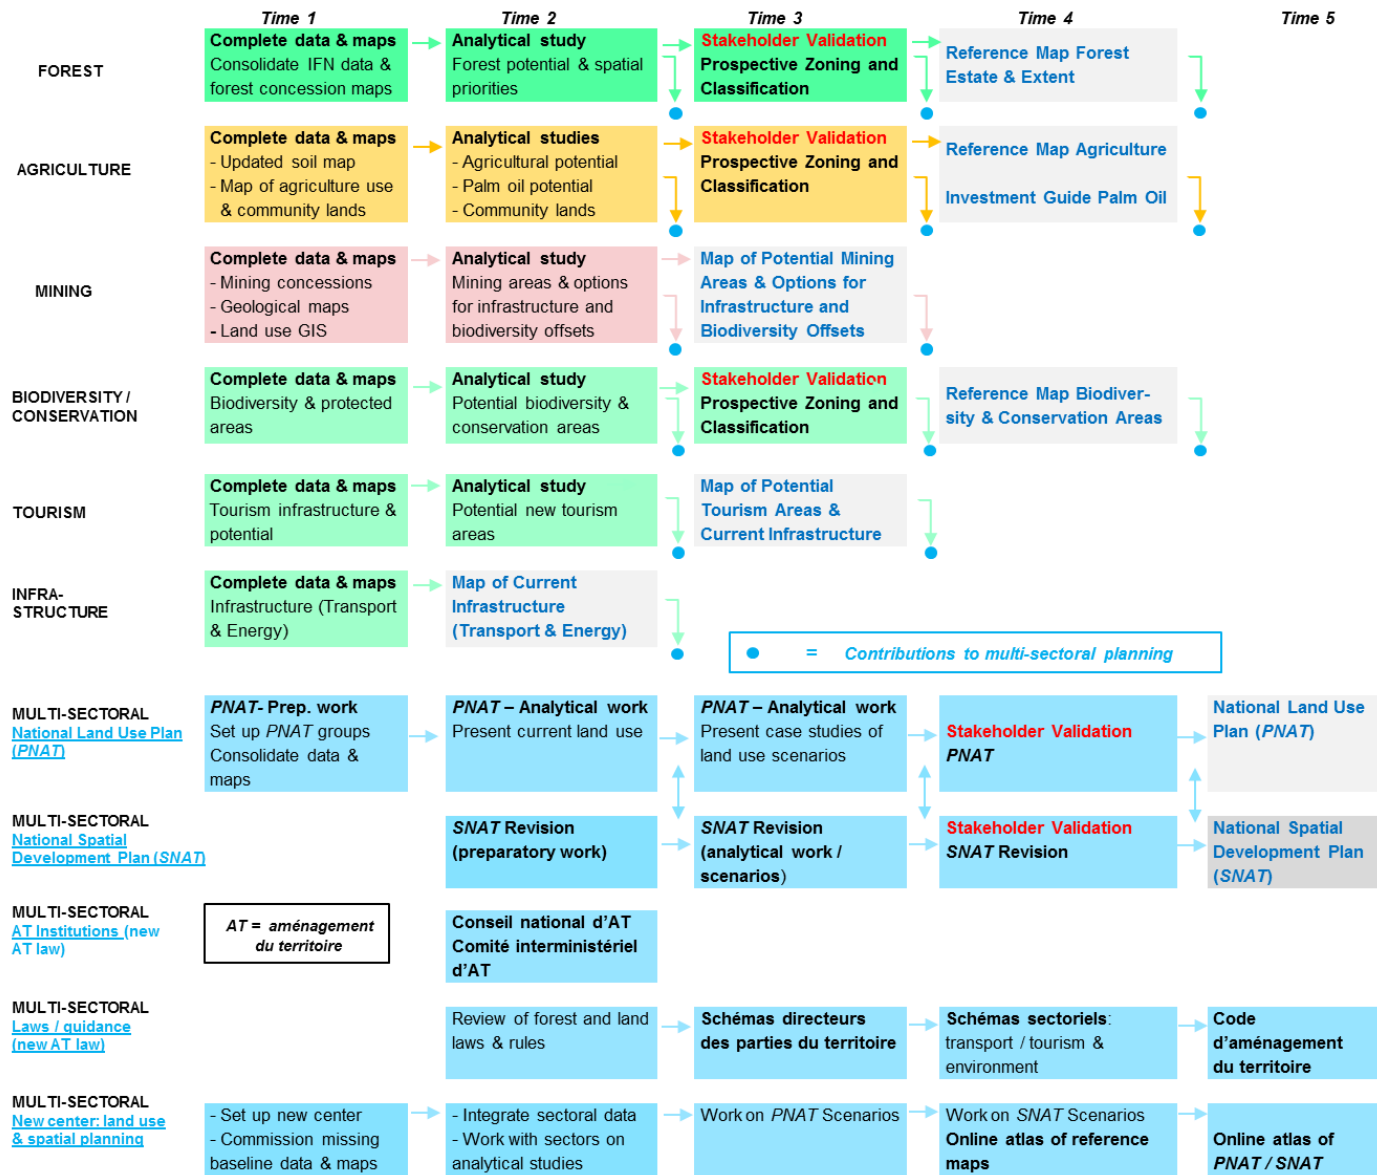 Time 1
Time 2
Time 3
Time 4
Time 5
FOREST
Complete data & maps
Consolidate IFN data &
forest concession maps
Analytical study
Forest potential & spatial
priorities
Stakeholder Validation
Prospective Zoning and
Classification
Reference Map Forest
Estate & Extent
AGRICULTURE
Complete data & maps
- Updated soil map
- Map of agriculture use
& community lands
Analytical studies
- Agricultural potential
- Palm oil potential
- Community lands
Stakeholder Validation
Prospective Zoning and
Classification
Reference Map Agriculture
Investment Guide Palm Oil
MINING
Complete data & maps
- Mining concessions
- Geological maps
- Land use GIS
Analytical study
Mining areas & options
for infrastructure and
biodiversity offsets
Map of Potential Mining
Areas & Options for
Infrastructure and
Biodiversity Offsets
BIODIVERSITY /
CONSERVATION
Complete data & maps
Biodiversity & protected
areas
Analytical study
Potential biodiversity &
conservation areas
Stakeholder Validation
Prospective Zoning and
Classification
Reference Map Biodiver-
sity & Conservation Areas
TOURISM
Complete data & maps
Tourism infrastructure &
potential
Analytical study
Potential new tourism
areas
Map of Potential
Tourism Areas &
Current Infrastructure
INFRA-
STRUCTURE
Complete data & maps
Infrastructure (Transport
& Energy)
Map of Current
Infrastructure
(Transport & Energy)
= Contributions to multi-sectoral planning
MULTI-SECTORAL
National Land Use Plan
(PNAT)
PNAT- Prep. work
Set up PNAT groups
Consolidate data &
maps
PNAT – Analytical work
Present current land use
PNAT – Analytical work
Present case studies of
land use scenarios
Stakeholder Validation
PNAT
National Land Use
Plan (PNAT)
MULTI-SECTORAL
National Spatial
Development Plan (SNAT)
SNAT Revision
(preparatory work)
SNAT Revision
(analytical work /
scenarios)
Stakeholder Validation
SNAT Revision
National Spatial
Development Plan
(SNAT)
MULTI-SECTORAL
AT Institutions (new
AT law)
AT = aménagement
du territoire
Conseil national d'AT
Comité interministériel
d'AT
MULTI-SECTORAL
Laws / guidance
(new AT law)
Review of forest and land
laws & rules
Schémas directeurs
des parties du territoire
Schémas sectoriels:
transport / tourism &
environment
Code
d'aménagement
du territoire
MULTI-SECTORAL
New center: land use
& spatial planning
- Set up new center
- Commission missing
baseline data & maps
- Integrate sectoral data
- Work with sectors on
analytical studies
Work on PNAT Scenarios
Work on SNAT Scenarios
Online atlas of reference
maps
Online atlas of
PNAT / SNAT